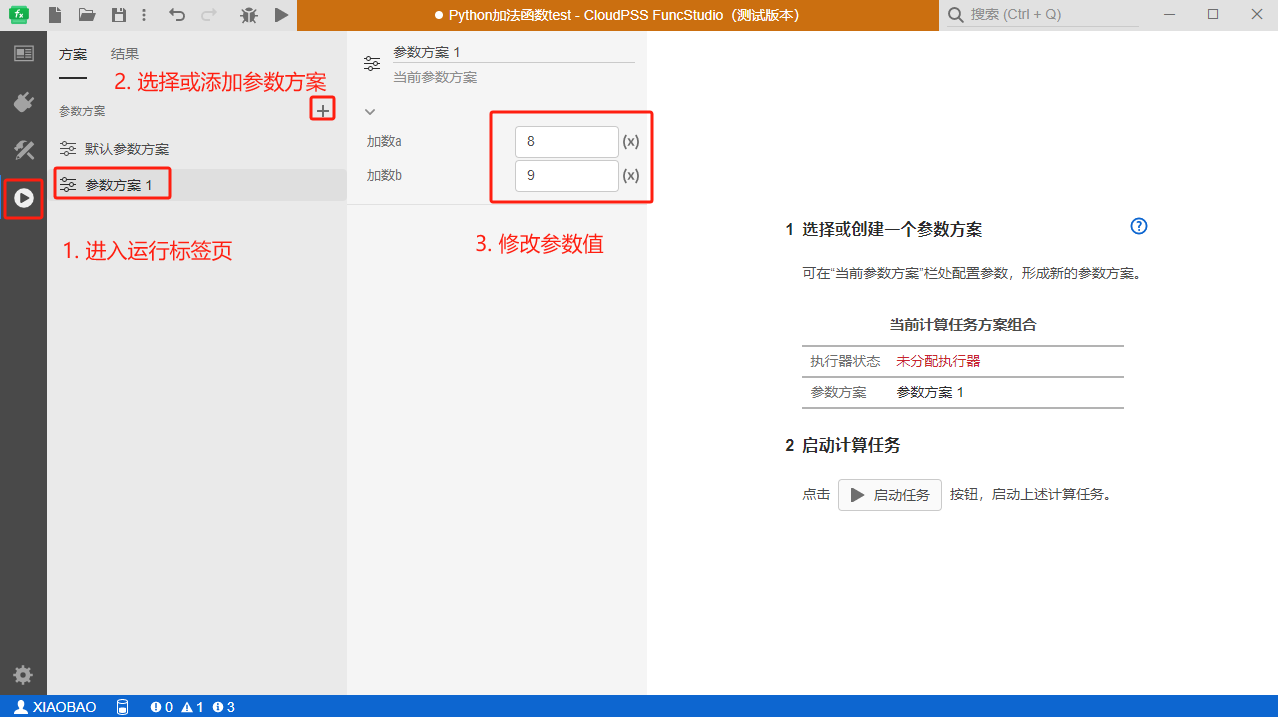 fx
Python加法函数test - CloudPSS FuncStudio（测试版本）
搜索 (Ctrl + Q)
方案 结果
2. 选择或添加参数方案
参数方案
默认参数方案
参数方案 1
1. 进入运行标签页
参数方案 1
当前参数方案
加数a 8 (x)
加数b 9 (x)
3. 修改参数值
1 选择或创建一个参数方案
可在“当前参数方案”栏处配置参数，形成新的参数方案。
当前计算任务方案组合
执行器状态 未分配执行器
参数方案 参数方案 1
2 启动计算任务
点击 启动任务 按钮，启动上述计算任务。
XIAOBAO 0 1 3